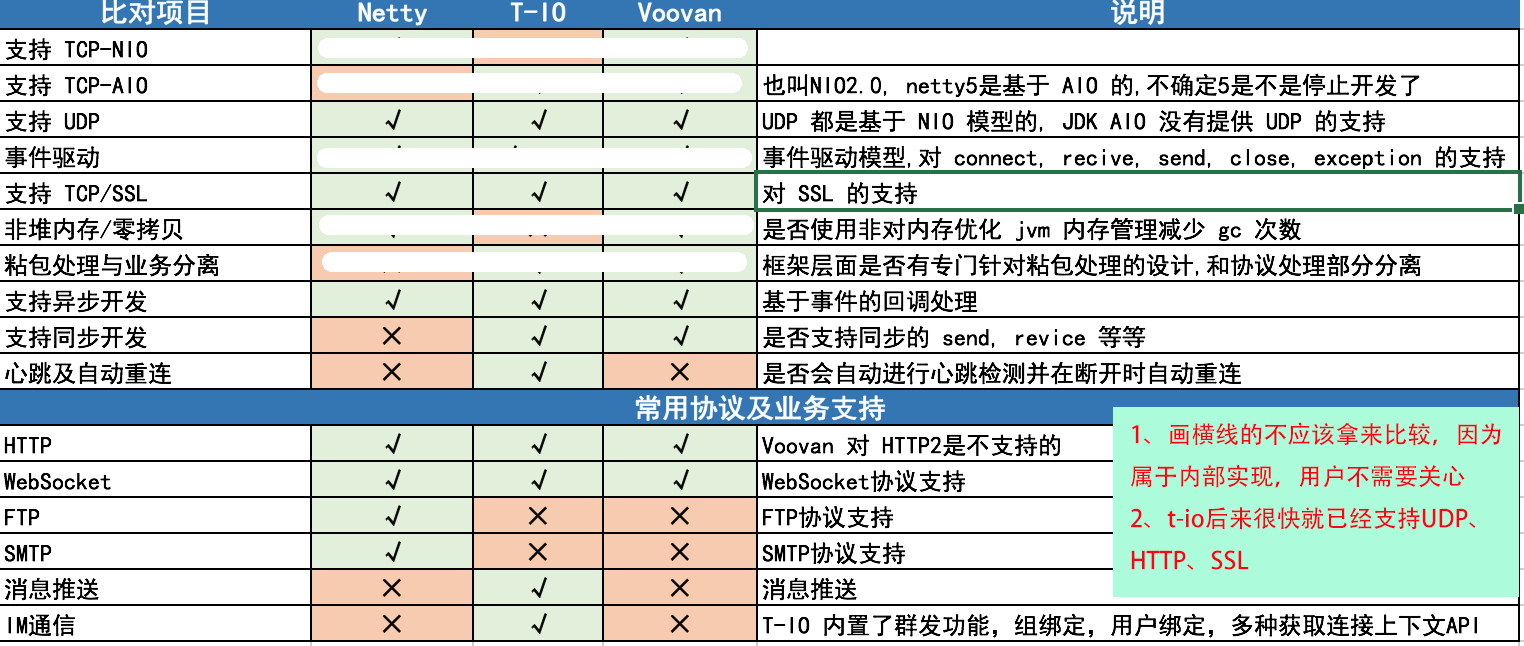 比对项目 Netty T-IO Voovan 说明
支持 TCP-NIO
支持 TCP-AIO 也叫NIO2.0, netty5是基于 AIO 的,不确定5是不是停止开发了
支持 UDP √ √ √ UDP 都是基于 NIO 模型的, JDK AIO 没有提供 UDP 的支持
事件驱动 事件驱动模型,对 connect, recive, send, close, exception 的支持
支持 TCP/SSL √ √ √ 对 SSL 的支持
非堆内存/零拷贝 是否使用非对内存优化 jvm 内存管理减少 gc 次数
粘包处理与业务分离 框架层面是否有专门针对粘包处理的设计,和协议处理部分分离
支持异步开发 √ √ √ 基于事件的回调处理
支持同步开发 × √ √ 是否支持同步的 send, revice 等等
心跳及自动重连 × √ × 是否会自动进行心跳检测并在断开时自动重连
常用协议及业务支持
HTTP √ √ √ Voovan 对 HTTP2是不支持的
WebSocket √ √ √ WebSocket协议支持
FTP √ × × FTP协议支持
SMTP √ × × SMTP协议支持
消息推送 × √ × 消息推送
IM通信 × √ × T-IO 内置了群发功能，组绑定，用户绑定，多种获取连接上下文API
1、画横线的不应该拿来比较，因为
属于内部实现，用户不需要关心
2、t-io后来很快就已经支持UDP、
HTTP、SSL